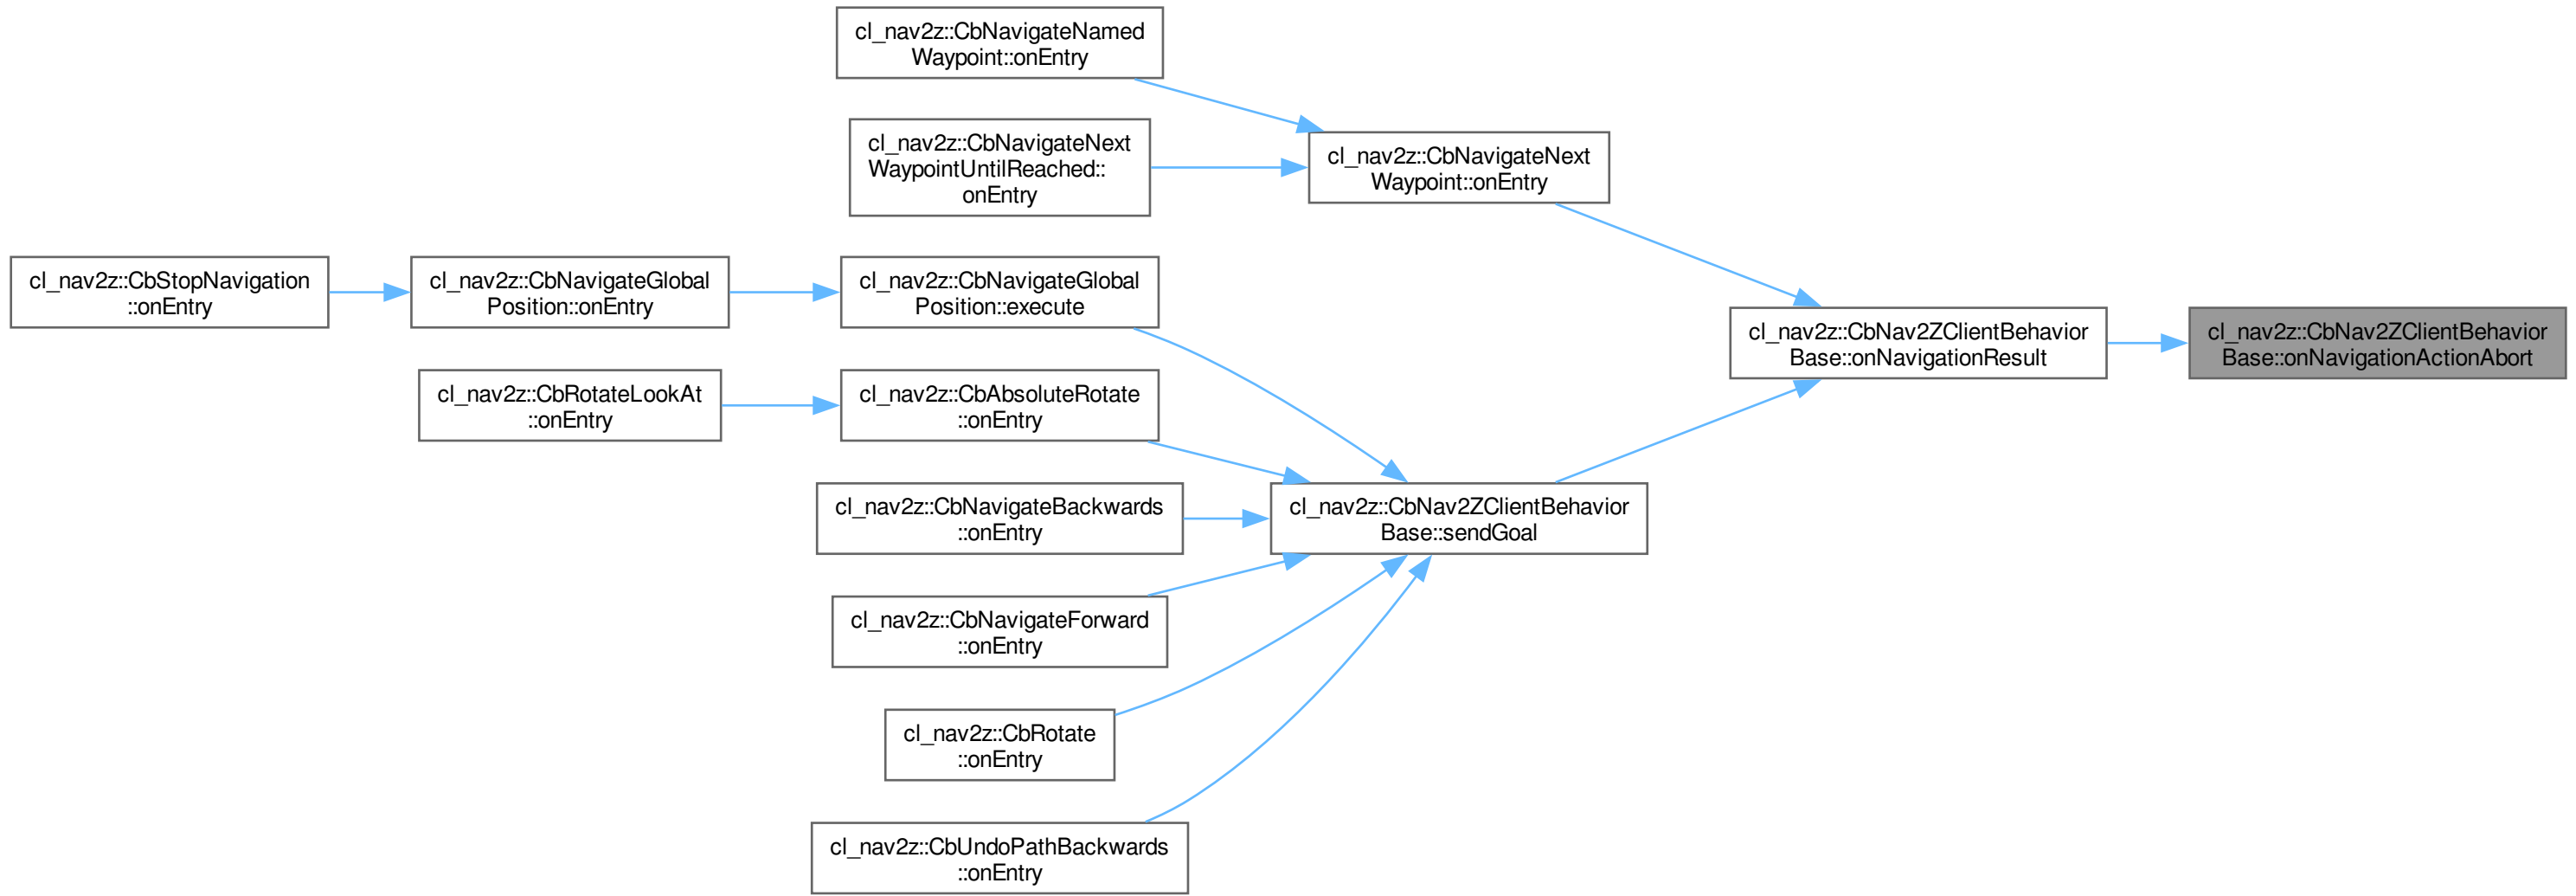 cl_nav2z::CbNavigateNamed
Waypoint::onEntry
cl_nav2z::CbNavigateNext
WaypointUntilReached::
onEntry
cl_nav2z::CbNavigateNext
Waypoint::onEntry
cl_nav2z::CbStopNavigation
::onEntry
cl_nav2z::CbNavigateGlobal
Position::onEntry
cl_nav2z::CbNavigateGlobal
Position::execute
cl_nav2z::CbNav2ZClientBehavior
Base::onNavigationResult
cl_nav2z::CbNav2ZClientBehavior
Base::onNavigationActionAbort
cl_nav2z::CbRotateLookAt
::onEntry
cl_nav2z::CbAbsoluteRotate
::onEntry
cl_nav2z::CbNavigateBackwards
::onEntry
cl_nav2z::CbNav2ZClientBehavior
Base::sendGoal
cl_nav2z::CbNavigateForward
::onEntry
cl_nav2z::CbRotate
::onEntry
cl_nav2z::CbUndoPathBackwards
::onEntry